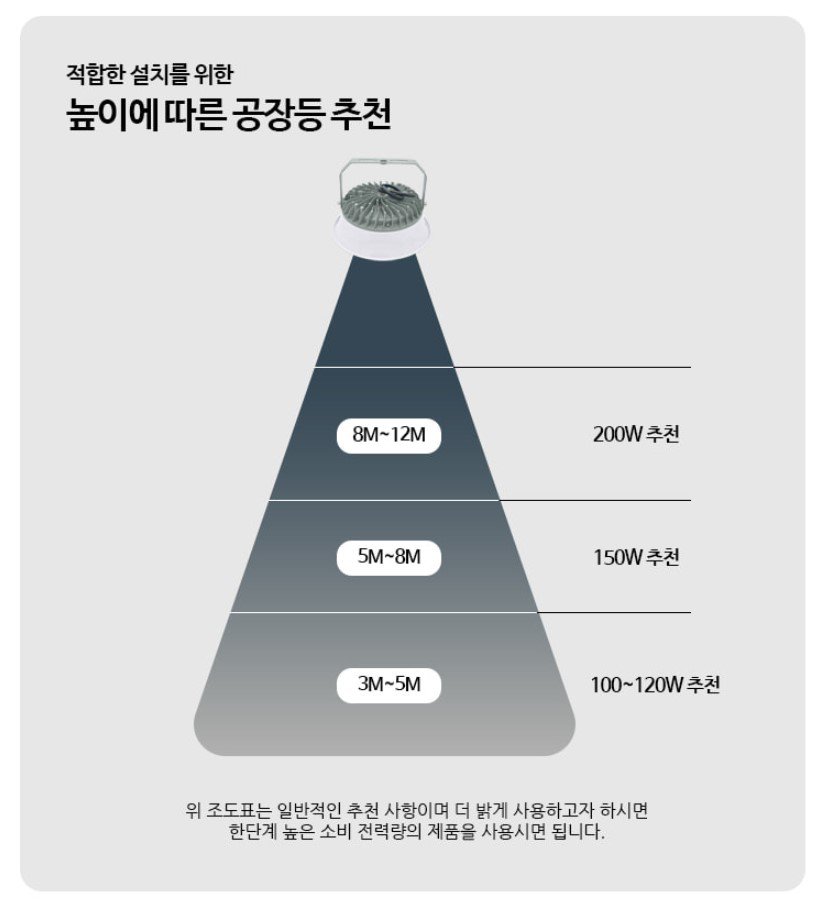 적합한 설치를 위한
높이에 따른 공장등 추천
8M~12M
200W 추천
5M~8M
150W 추천
3M~5M
100~120W 추천
위 조도표는 일반적인 추천 사항이며 더 밝게 사용하고자 하시면
한단계 높은 소비 전력량의 제품을 사용시면 됩니다.